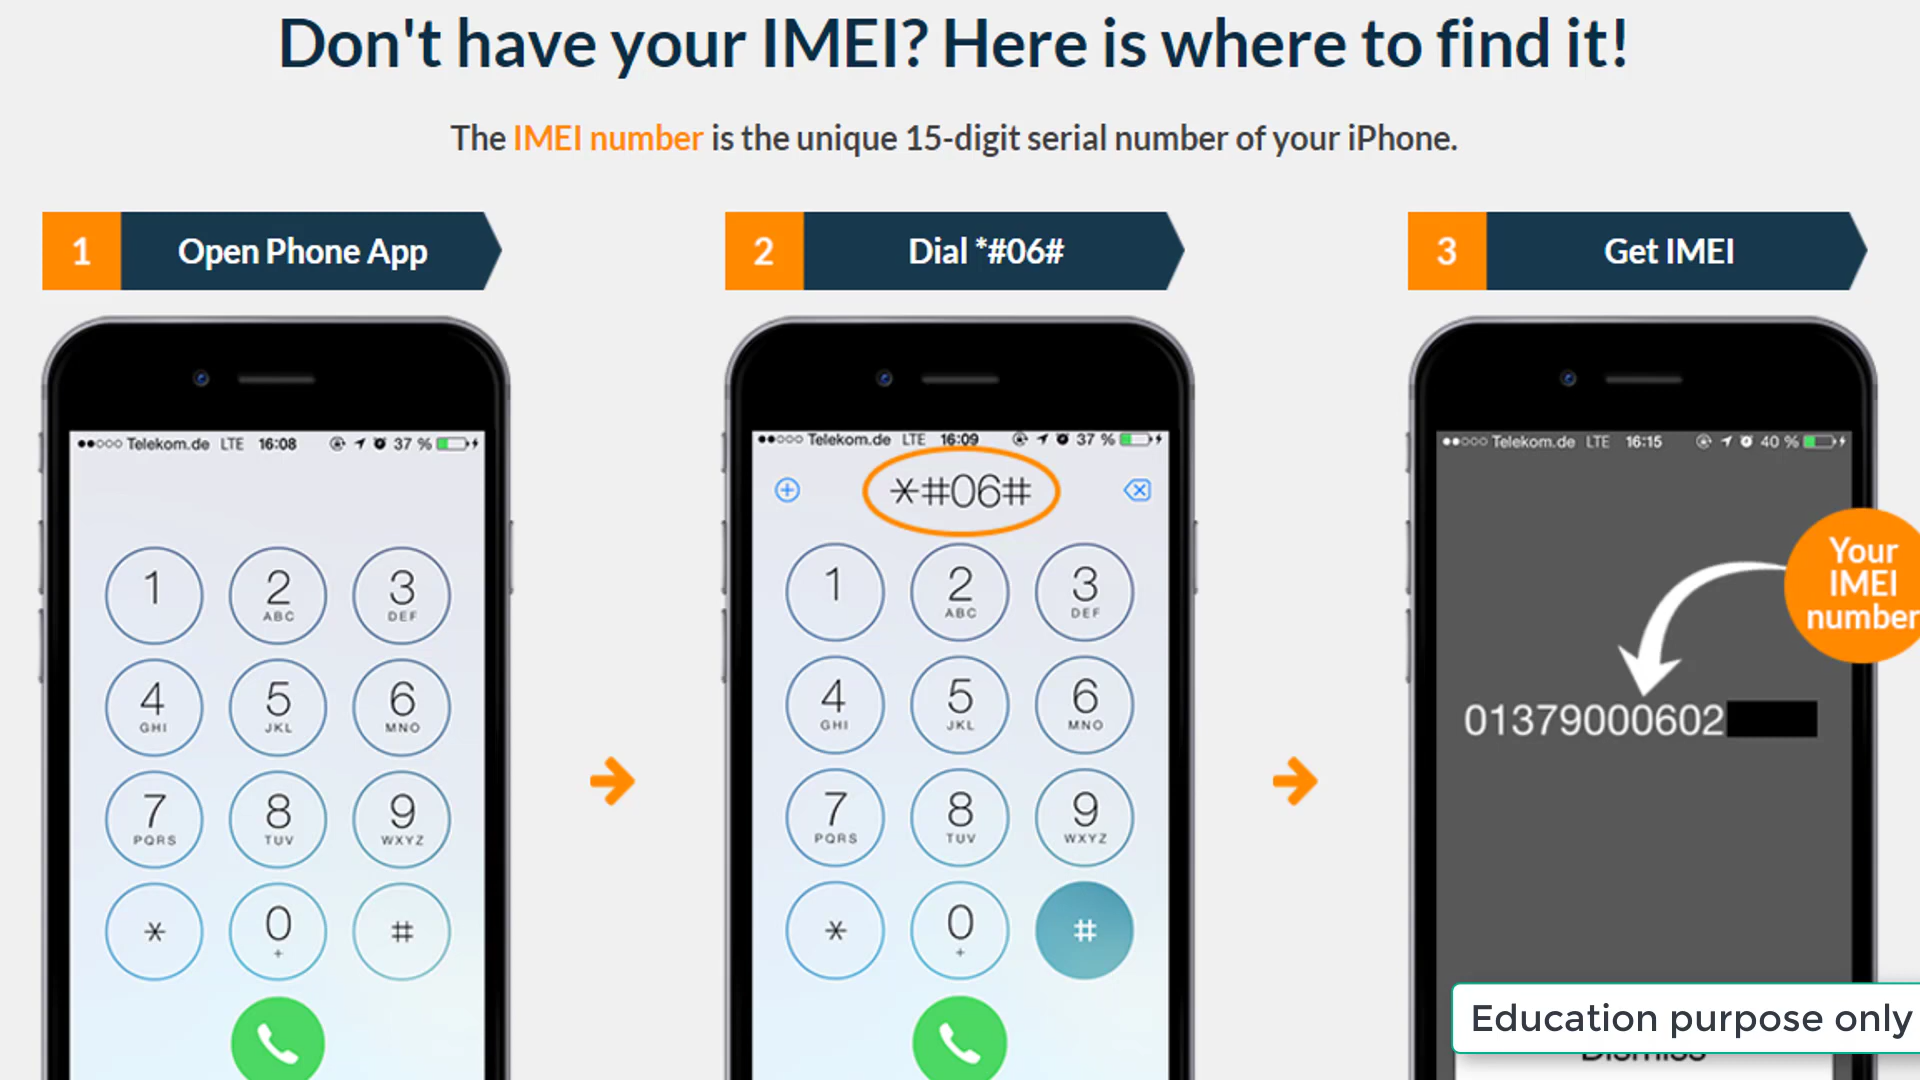 Don't have your IMEI? Here is where to find it!
The IMEI number is the unique 15-digit serial number of your iPhone.
1 Open Phone App
2 Dial *#06#
3 Get IMEI
Telekom.de LTE 16:08 37 %
1
2 ABC
3 DEF
4 GHI
5 JKL
6 MNO
7 PQRS
8 TUV
9 WXYZ
*
0 +
#
Telekom.de LTE 16:09 37 %
*#06#
1
2 ABC
3 DEF
4 GHI
5 JKL
6 MNO
7 PQRS
8 TUV
9 WXYZ
*
0 +
#
Telekom.de LTE 16:15 40 %
Your
IMEI
number
01379000602
Education purpose only
Dismiss